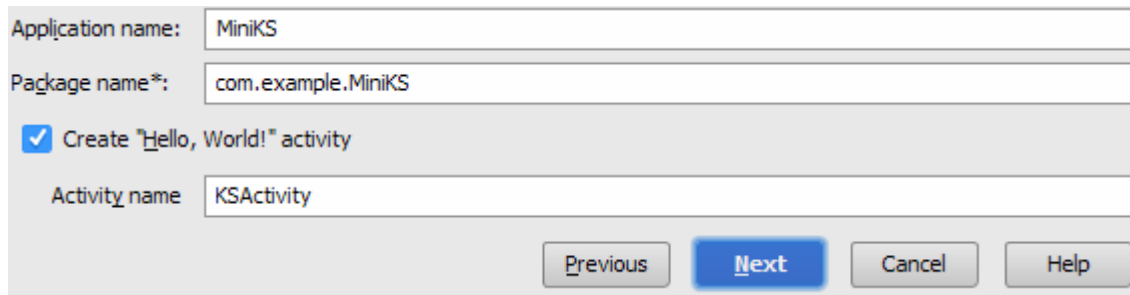 Application name: MiniKS
Package name*: com.example.MiniKS
Create "Hello, World!" activity
Activity name KSActivity
Previous Next Cancel Help